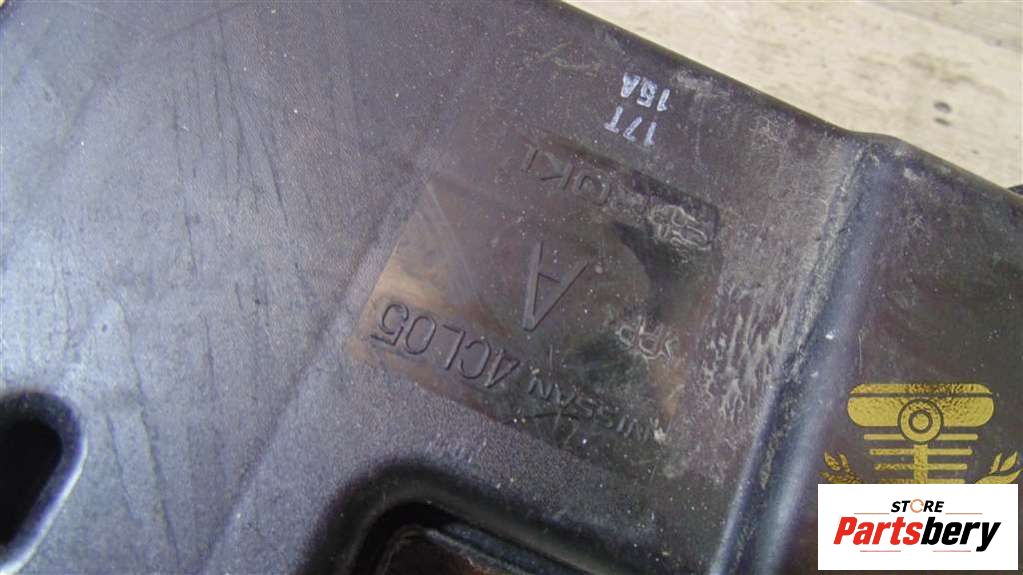 17T
15A
A
4CL05
NISSAN
STORE
Partsbery